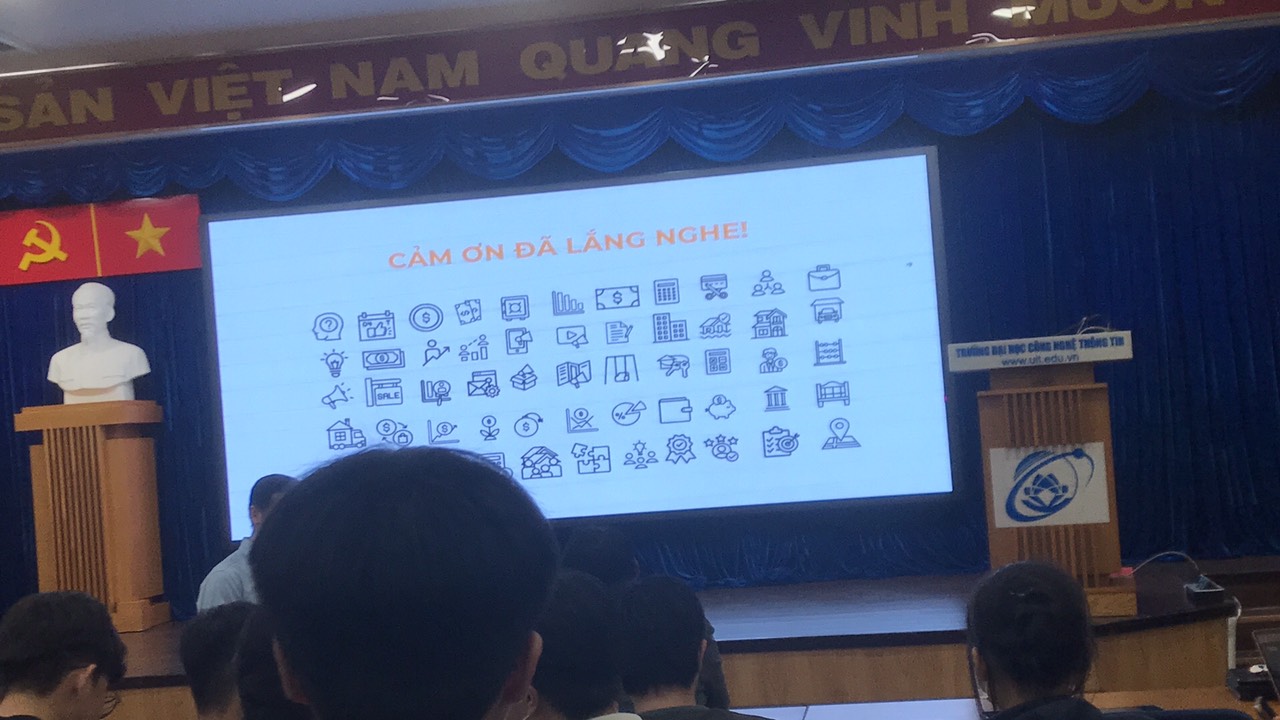 SẢN VIỆT NAM QUANG VINH MUÔN
CẢM ƠN ĐÃ LẮNG NGHE!
SALE
TRƯỜNG ĐẠI HỌC CÔNG NGHỆ THÔNG TIN
www.uit.edu.vn